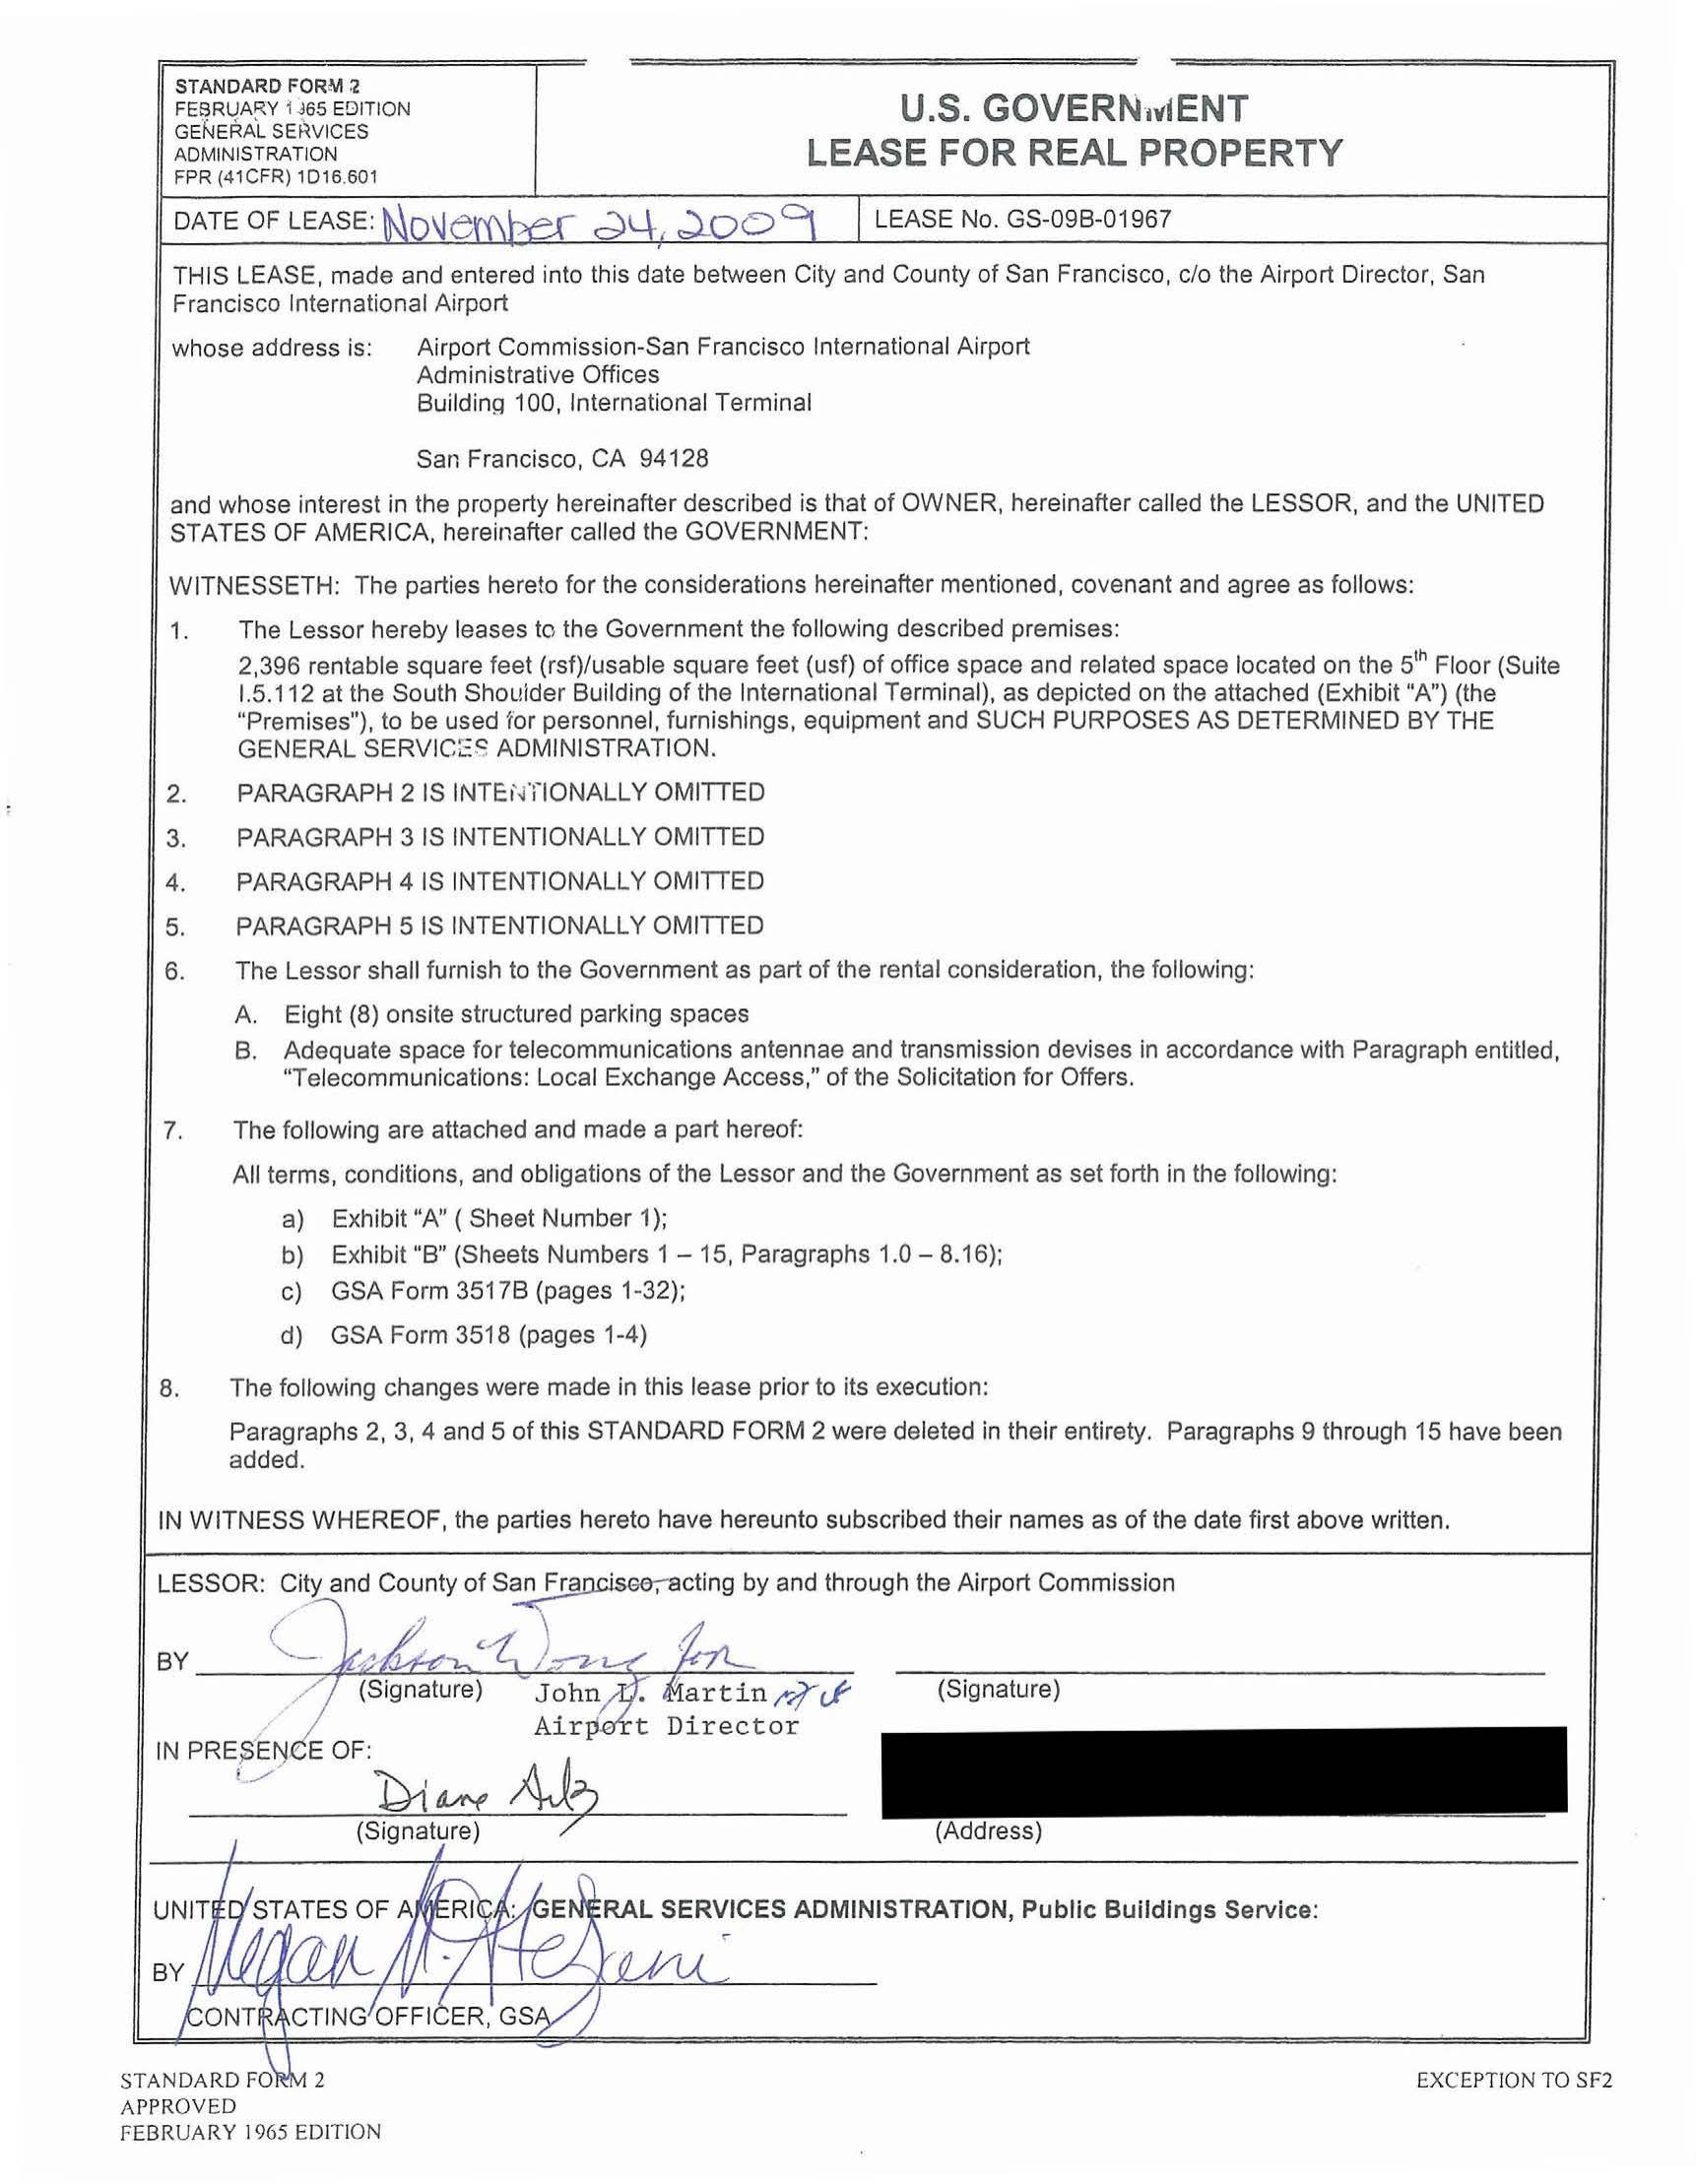 STANDARD FORM 2
FEBRUARY 1965 EDITION
GENERAL SERVICES
ADMINISTRATION
FPR (41CFR) 1D16.601
U.S. GOVERNMENT
LEASE FOR REAL PROPERTY
DATE OF LEASE: November 24, 2009
LEASE No. GS-09B-01967
THIS LEASE, made and entered into this date between City and County of San Francisco, c/o the Airport Director, San
Francisco International Airport
whose address is: Airport Commission-San Francisco International Airport
Administrative Offices
Building 100, International Terminal
San Francisco, CA 94128
and whose interest in the property hereinafter described is that of OWNER, hereinafter called the LESSOR, and the UNITED
STATES OF AMERICA, hereinafter called the GOVERNMENT:
WITNESSETH: The parties hereto for the considerations hereinafter mentioned, covenant and agree as follows:
1. The Lessor hereby leases to the Government the following described premises:
2,396 rentable square feet (rsf)/usable square feet (usf) of office space and related space located on the 5th Floor (Suite
I.5.112 at the South Shoulder Building of the International Terminal), as depicted on the attached (Exhibit “A”) (the
“Premises”), to be used for personnel, furnishings, equipment and SUCH PURPOSES AS DETERMINED BY THE
GENERAL SERVICES ADMINISTRATION.
2. PARAGRAPH 2 IS INTENTIONALLY OMITTED
3. PARAGRAPH 3 IS INTENTIONALLY OMITTED
4. PARAGRAPH 4 IS INTENTIONALLY OMITTED
5. PARAGRAPH 5 IS INTENTIONALLY OMITTED
6. The Lessor shall furnish to the Government as part of the rental consideration, the following:
A. Eight (8) onsite structured parking spaces
B. Adequate space for telecommunications antennae and transmission devises in accordance with Paragraph entitled,
“Telecommunications: Local Exchange Access,” of the Solicitation for Offers.
7. The following are attached and made a part hereof:
All terms, conditions, and obligations of the Lessor and the Government as set forth in the following:
a) Exhibit “A” ( Sheet Number 1);
b) Exhibit “B” (Sheets Numbers 1 – 15, Paragraphs 1.0 – 8.16);
c) GSA Form 3517B (pages 1-32);
d) GSA Form 3518 (pages 1-4)
8. The following changes were made in this lease prior to its execution:
Paragraphs 2, 3, 4 and 5 of this STANDARD FORM 2 were deleted in their entirety. Paragraphs 9 through 15 have been
added.
IN WITNESS WHEREOF, the parties hereto have hereunto subscribed their names as of the date first above written.
LESSOR: City and County of San Francisco, acting by and through the Airport Commission
BY Jackson Wong for
(Signature) John L. Martin
(Signature)
Airport Director
IN PRESENCE OF:
Diane
(Signature)
(Address)
UNITED STATES OF AMERICA: GENERAL SERVICES ADMINISTRATION, Public Buildings Service:
BY Megan
CONTRACTING OFFICER, GSA
STANDARD FORM 2
APPROVED
FEBRUARY 1965 EDITION
EXCEPTION TO SF2